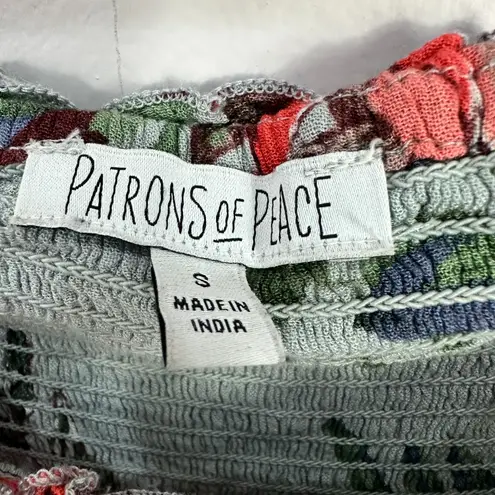 PATRONS OF PEACE
S
MADE IN
INDIA